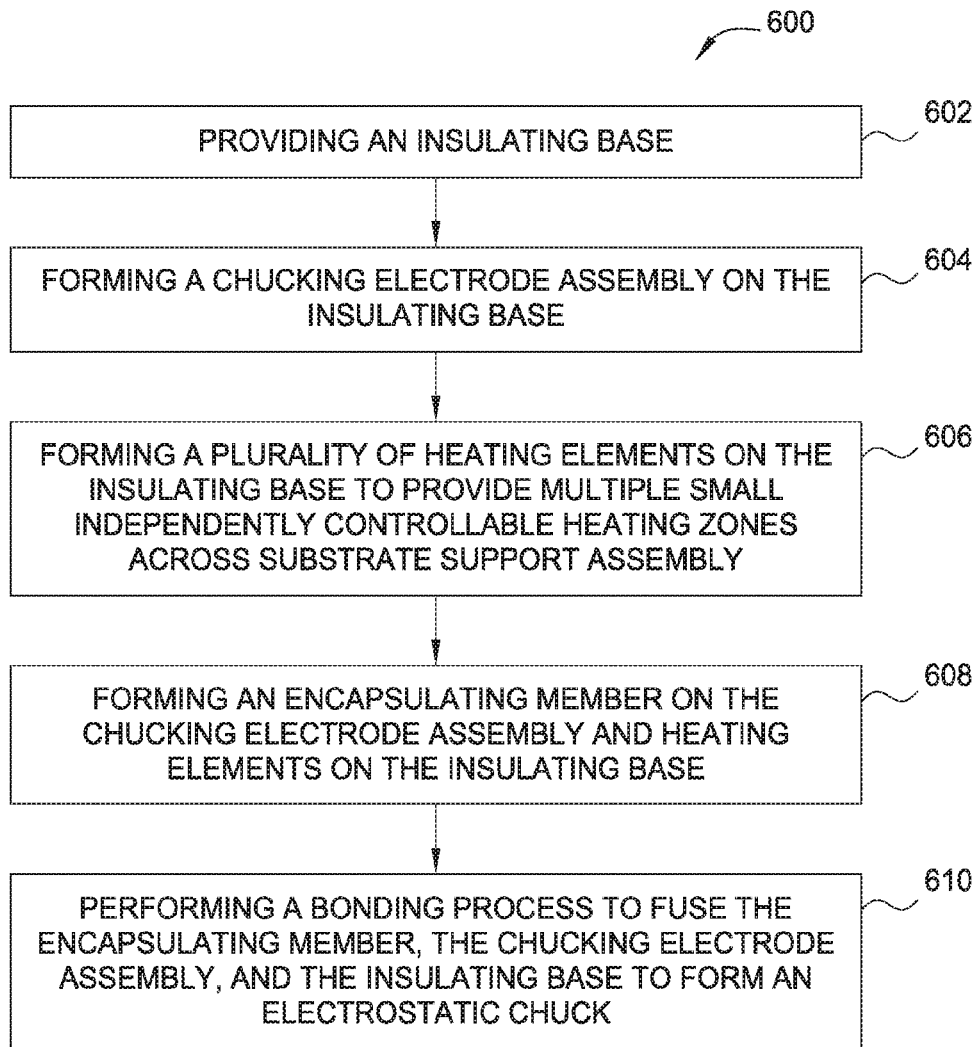 600
602
PROVIDING AN INSULATING BASE
604
FORMING A CHUCKING ELECTRODE ASSEMBLY ON THE
INSULATING BASE
606
FORMING A PLURALITY OF HEATING ELEMENTS ON THE
INSULATING BASE TO PROVIDE MULTIPLE SMALL
INDEPENDENTLY CONTROLLABLE HEATING ZONES
ACROSS SUBSTRATE SUPPORT ASSEMBLY
608
FORMING AN ENCAPSULATING MEMBER ON THE
CHUCKING ELECTRODE ASSEMBLY AND HEATING
ELEMENTS ON THE INSULATING BASE
610
PERFORMING A BONDING PROCESS TO FUSE THE
ENCAPSULATING MEMBER, THE CHUCKING ELECTRODE
ASSEMBLY, AND THE INSULATING BASE TO FORM AN
ELECTROSTATIC CHUCK